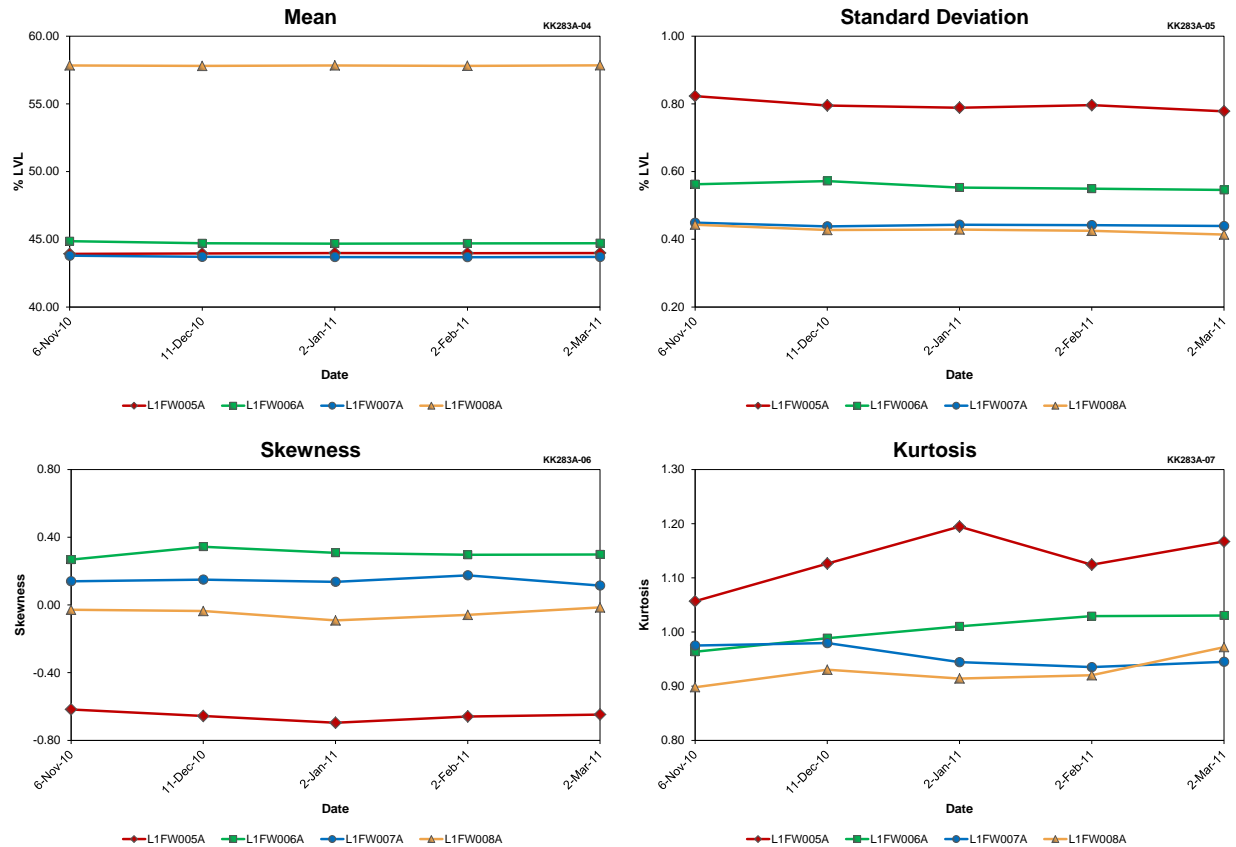 Mean
KK283A-04
60.00
55.00
50.00
45.00
40.00
% LVL
6-Nov-10
11-Dec-10
2-Jan-11
2-Feb-11
2-Mar-11
Date
L1FW005A L1FW006A L1FW007A L1FW008A
Standard Deviation
KK283A-05
1.00
0.80
0.60
0.40
0.20
% LVL
6-Nov-10
11-Dec-10
2-Jan-11
2-Feb-11
2-Mar-11
Date
L1FW005A L1FW006A L1FW007A L1FW008A
Skewness
KK283A-06
0.80
0.40
0.00
-0.40
-0.80
Skewness
6-Nov-10
11-Dec-10
2-Jan-11
2-Feb-11
2-Mar-11
Date
L1FW005A L1FW006A L1FW007A L1FW008A
Kurtosis
KK283A-07
1.30
1.20
1.10
1.00
0.90
0.80
Kurtosis
6-Nov-10
11-Dec-10
2-Jan-11
2-Feb-11
2-Mar-11
Date
L1FW005A L1FW006A L1FW007A L1FW008A